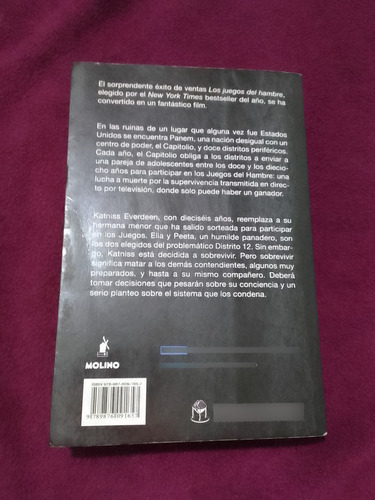 El sorprendente éxito de ventas Los juegos del hambre,
elegido por el New York Times bestseller del año, se ha
convertido en un fantástico film.
En las ruinas de un lugar que alguna vez fue Estados
Unidos se encuentra Panem, una nación desigual con un
centro de poder, el Capitolio, y doce distritos periféricos.
Cada año, el Capitolio obliga a los distritos a enviar a
una pareja de adolescentes entre los doce y los diecio-
cho años para participar en los Juegos del Hambre: una
lucha a muerte por la supervivencia transmitida en direc-
to por televisión, donde solo puede haber un ganador.
Katniss Everdeen, con dieciséis años, reemplaza a su
hermana menor que ha salido sorteada para participar
en los Juegos. Ella y Peeta, un humilde panadero, son
los dos elegidos del problemático Distrito 12. Sin embar-
go, Katniss está decidida a sobrevivir. Pero sobrevivir
significa matar a los demás contendientes, algunos muy
preparados, y hasta a su mismo compañero. Deberá
tomar decisiones que pesarán sobre su conciencia y un
serio planteo sobre el sistema que los condena.
MOLINO